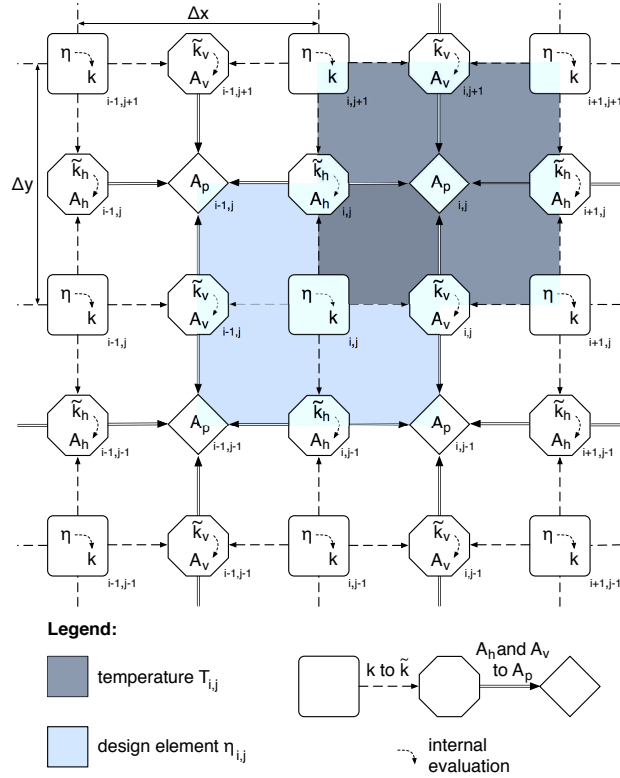 Δx
η k i-1,j+1
k̃v Av i-1,j+1
η k i,j+1
k̃v Av i,j+1
η k i+1,j+1
Δy
k̃h Ah i-1,j
Ap i-1,j
k̃h Ah i,j
Ap i,j
k̃h Ah i+1,j
η k i-1,j
k̃v Av i-1,j
η k i,j
k̃v Av i,j
η k i+1,j
k̃h Ah i-1,j-1
Ap i-1,j-1
k̃h Ah i,j-1
Ap i,j-1
k̃h Ah i+1,j-1
η k i-1,j-1
k̃v Av i-1,j-1
η k i,j-1
k̃v Av i,j-1
η k i+1,j-1
Legend:
temperature Ti,j
k to k̃
Ah and Av
to Ap
design element ηi,j
internal
evaluation